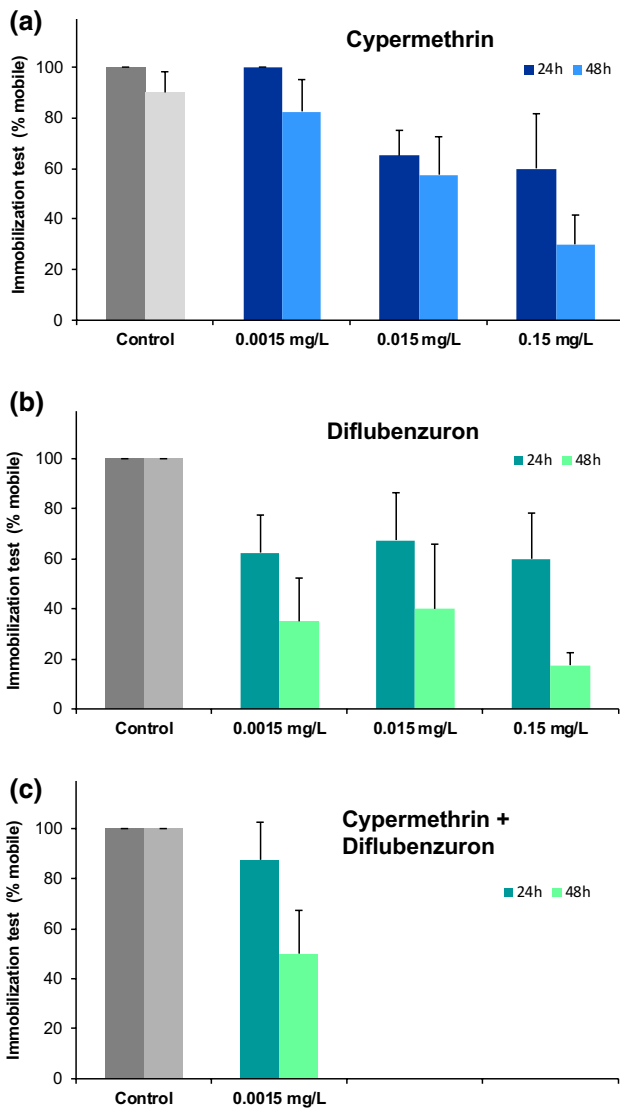 (a)
Cypermethrin
24h 48h
Immobilization test (% mobile)
100
80
60
40
20
0
Control 0.0015 mg/L 0.015 mg/L 0.15 mg/L
(b)
Diflubenzuron
24h 48h
Immobilization test (% mobile)
100
80
60
40
20
0
Control 0.0015 mg/L 0.015 mg/L 0.15 mg/L
(c)
Cypermethrin +
Diflubenzuron
24h 48h
Immobilization test (% mobile)
100
80
60
40
20
0
Control 0.0015 mg/L